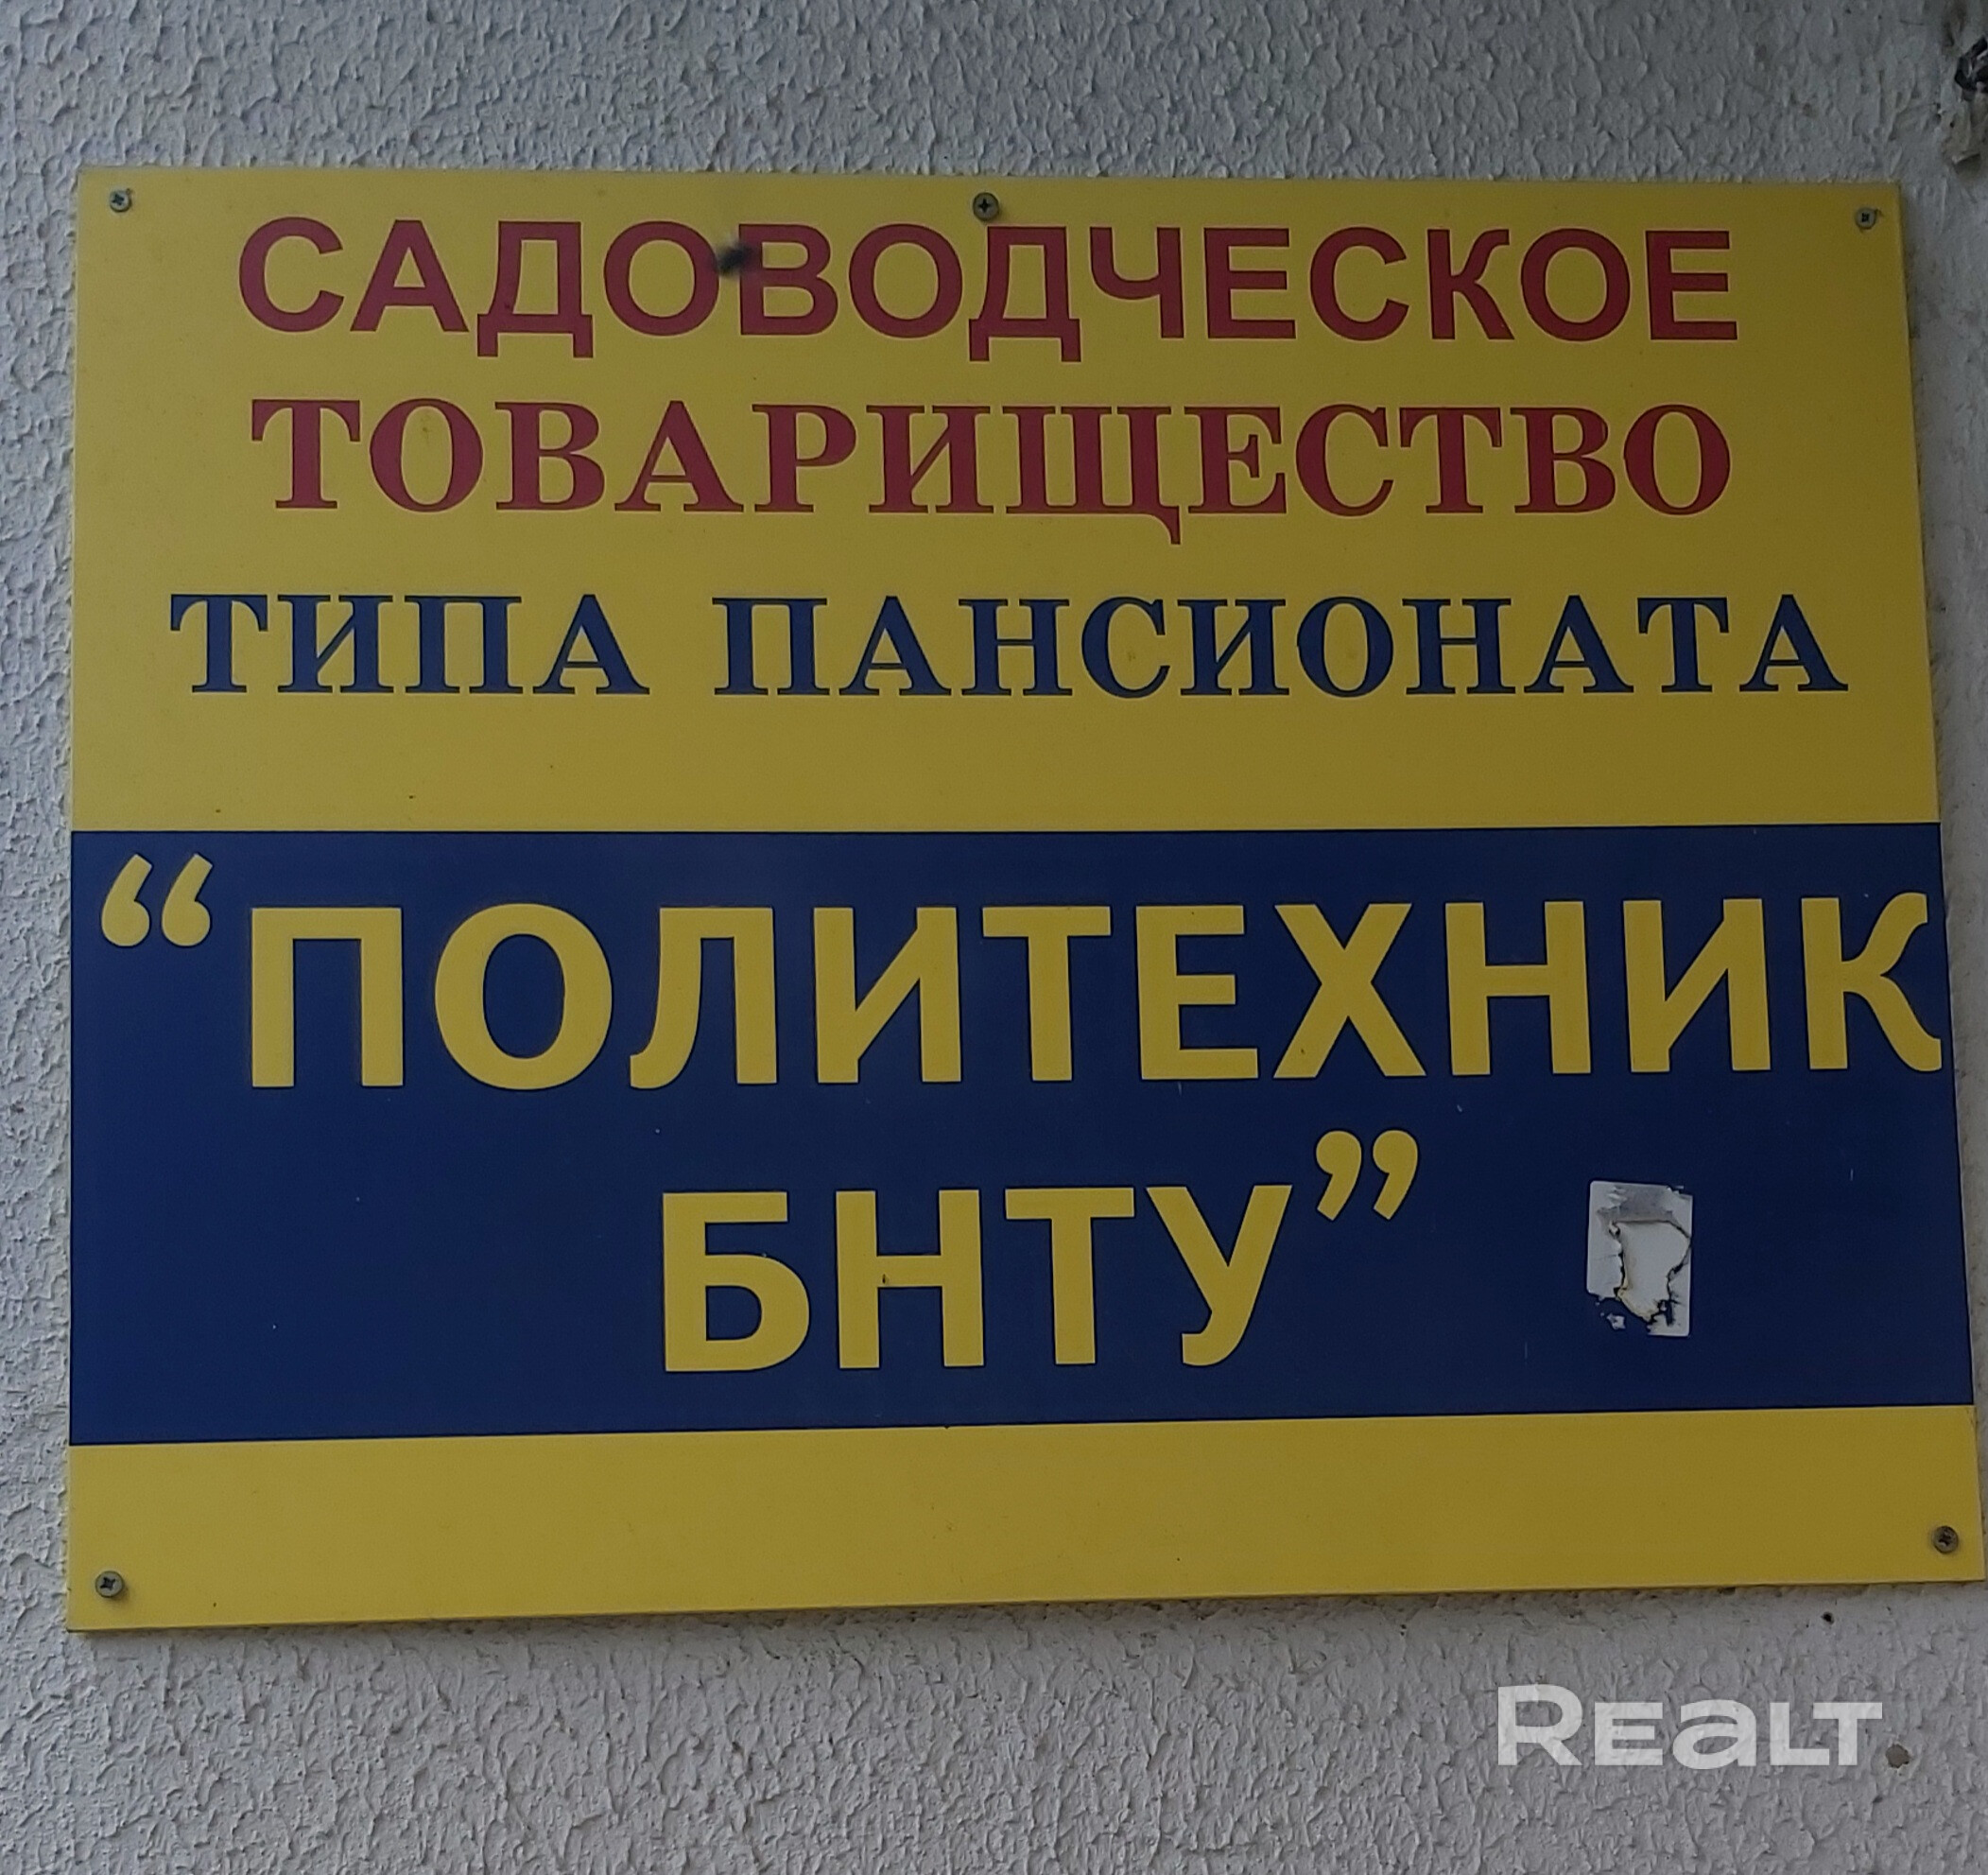 САДОВОДЧЕСКОЕ
ТОВАРИЩЕСТВО
ТИПА ПАНСИОНАТА
“ПОЛИТЕХНИК
БНТУ”
REALT